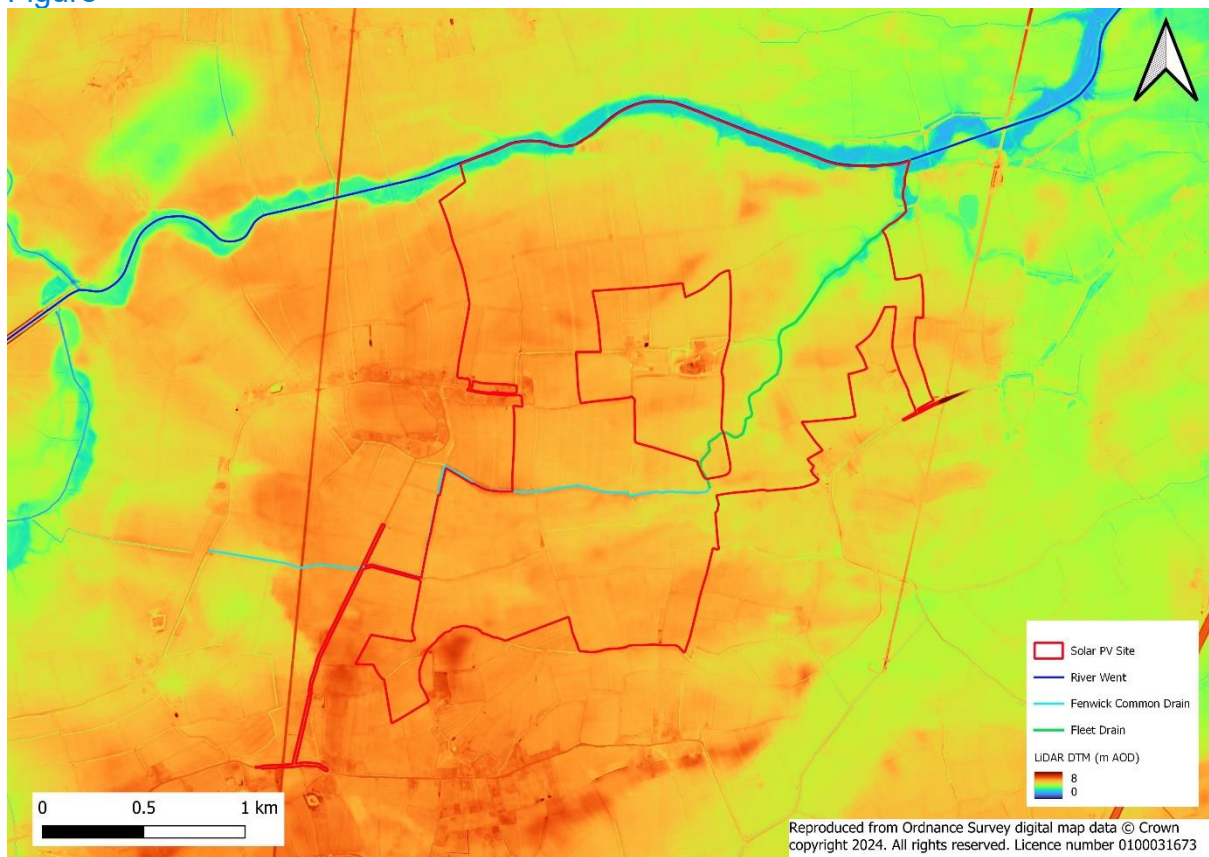 Figure
Solar PV Site
River Went
Fenwick Common Drain
Fleet Drain
LiDAR DTM (m AOD)
8
0
0 0.5 1 km
Reproduced from Ordnance Survey digital map data © Crown
copyright 2024. All rights reserved. Licence number 0100031673